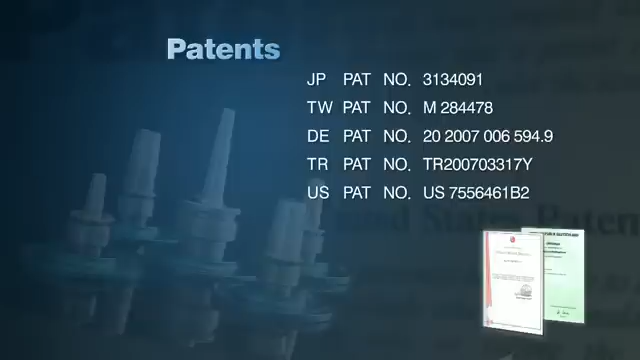 Patents
JP PAT NO. 3134091
TW PAT NO. M 284478
DE PAT NO. 20 2007 006 594.9
TR PAT NO. TR200703317Y
US PAT NO. US 7556461B2